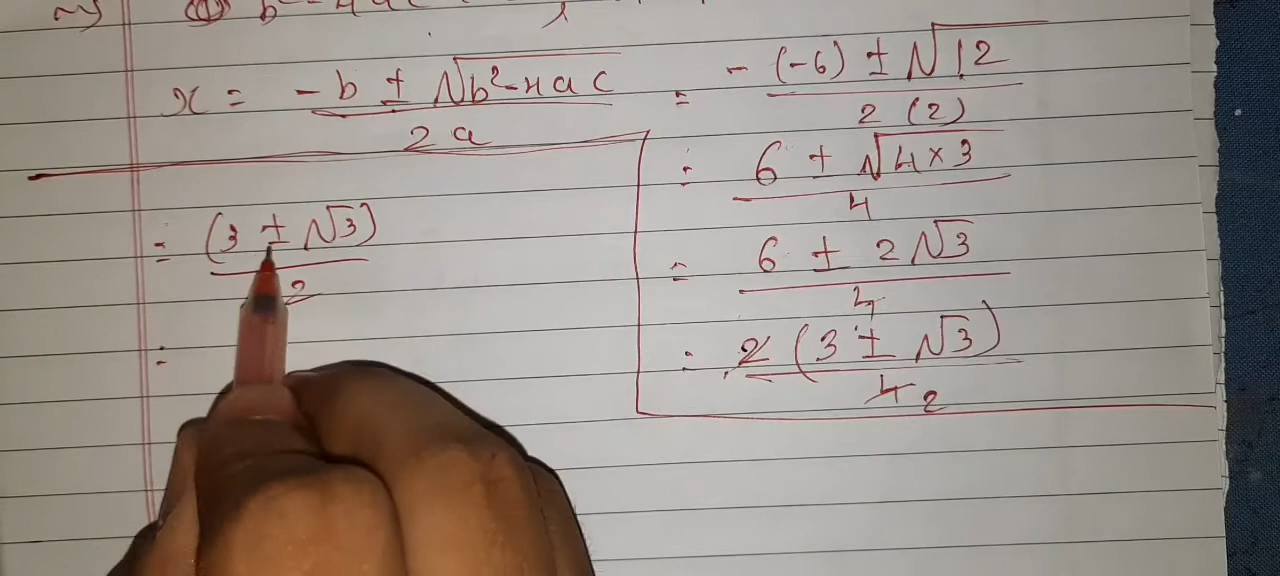 x = -b ± √b²-4ac / 2a = -(-6) ± √12 / 2(2)
= 6 ± √4×3 / 4
= 6 ± 2√3 / 4
= 2(3 ± √3) / 4 2
= (3 ± √3) / 2
=